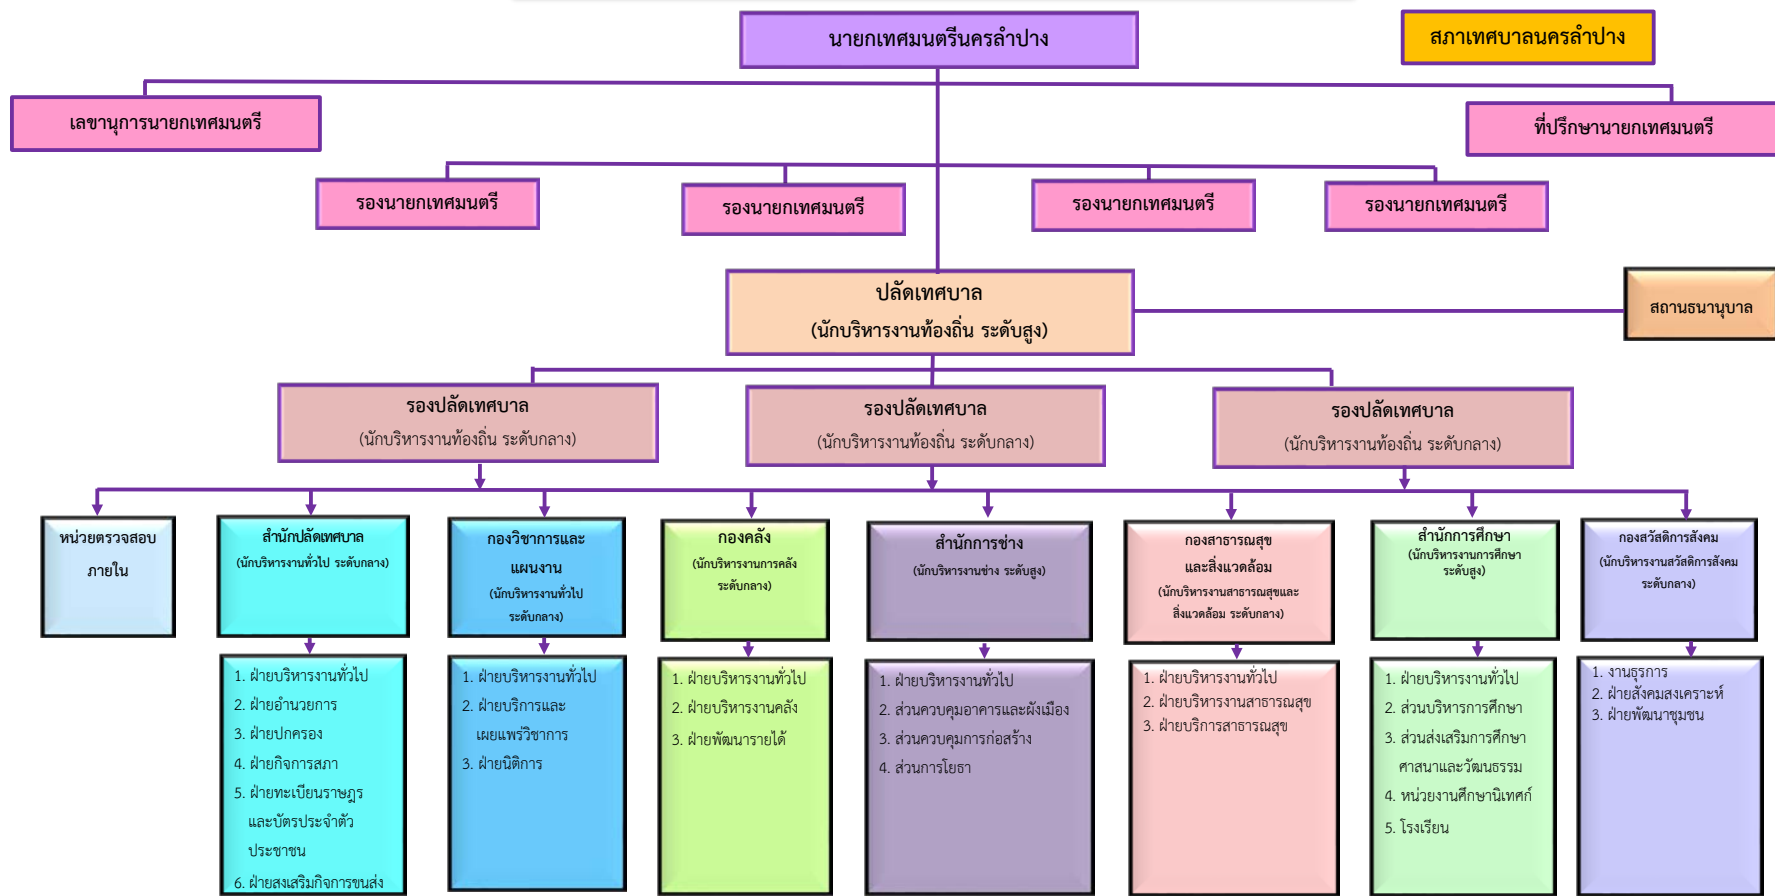 นายกเทศมนตรีนครลำปาง
สภาเทศบาลนครลำปาง
เลขานุการนายกเทศมนตรี
ที่ปรึกษานายกเทศมนตรี
รองนายกเทศมนตรี
รองนายกเทศมนตรี
รองนายกเทศมนตรี
รองนายกเทศมนตรี
ปลัดเทศบาล
(นักบริหารงานท้องถิ่น ระดับสูง)
สถานธนานุบาล
รองปลัดเทศบาล
(นักบริหารงานท้องถิ่น ระดับกลาง)
รองปลัดเทศบาล
(นักบริหารงานท้องถิ่น ระดับกลาง)
รองปลัดเทศบาล
(นักบริหารงานท้องถิ่น ระดับกลาง)
หน่วยตรวจสอบ
ภายใน
สำนักปลัดเทศบาล
(นักบริหารงานทั่วไป ระดับกลาง)
กองวิชาการและ
แผนงาน
(นักบริหารงานทั่วไป
ระดับกลาง)
กองคลัง
(นักบริหารงานการคลัง
ระดับกลาง)
สำนักการช่าง
(นักบริหารงานช่าง ระดับสูง)
กองสาธารณสุข
และสิ่งแวดล้อม
(นักบริหารงานสาธารณสุขและ
สิ่งแวดล้อม ระดับกลาง)
สำนักการศึกษา
(นักบริหารงานการศึกษา
ระดับสูง)
กองสวัสดิการสังคม
(นักบริหารงานสวัสดิการสังคม
ระดับกลาง)
1. ฝ่ายบริหารงานทั่วไป
2. ฝ่ายอำนวยการ
3. ฝ่ายปกครอง
4. ฝ่ายกิจการสภา
5. ฝ่ายทะเบียนราษฎร
และบัตรประจำตัว
ประชาชน
6. ฝ่ายสงเสริมกิจการขนส่ง
1. ฝ่ายบริหารงานทั่วไป
2. ฝ่ายบริการและ
เผยแพร่วิชาการ
3. ฝ่ายนิติการ
1. ฝ่ายบริหารงานทั่วไป
2. ฝ่ายบริหารงานคลัง
3. ฝ่ายพัฒนารายได้
1. ฝ่ายบริหารงานทั่วไป
2. ส่วนควบคุมอาคารและผังเมือง
3. ส่วนควบคุมการก่อสร้าง
4. ส่วนการโยธา
1. ฝ่ายบริหารงานทั่วไป
2. ฝ่ายบริหารงานสาธารณสุข
3. ฝ่ายบริการสาธารณสุข
1. ฝ่ายบริหารงานทั่วไป
2. ส่วนบริหารการศึกษา
3. ส่วนส่งเสริมการศึกษา
ศาสนาและวัฒนธรรม
4. หน่วยงานศึกษานิเทศก์
5. โรงเรียน
1. งานธุรการ
2. ฝ่ายสังคมสงเคราะห์
3. ฝ่ายพัฒนาชุมชน